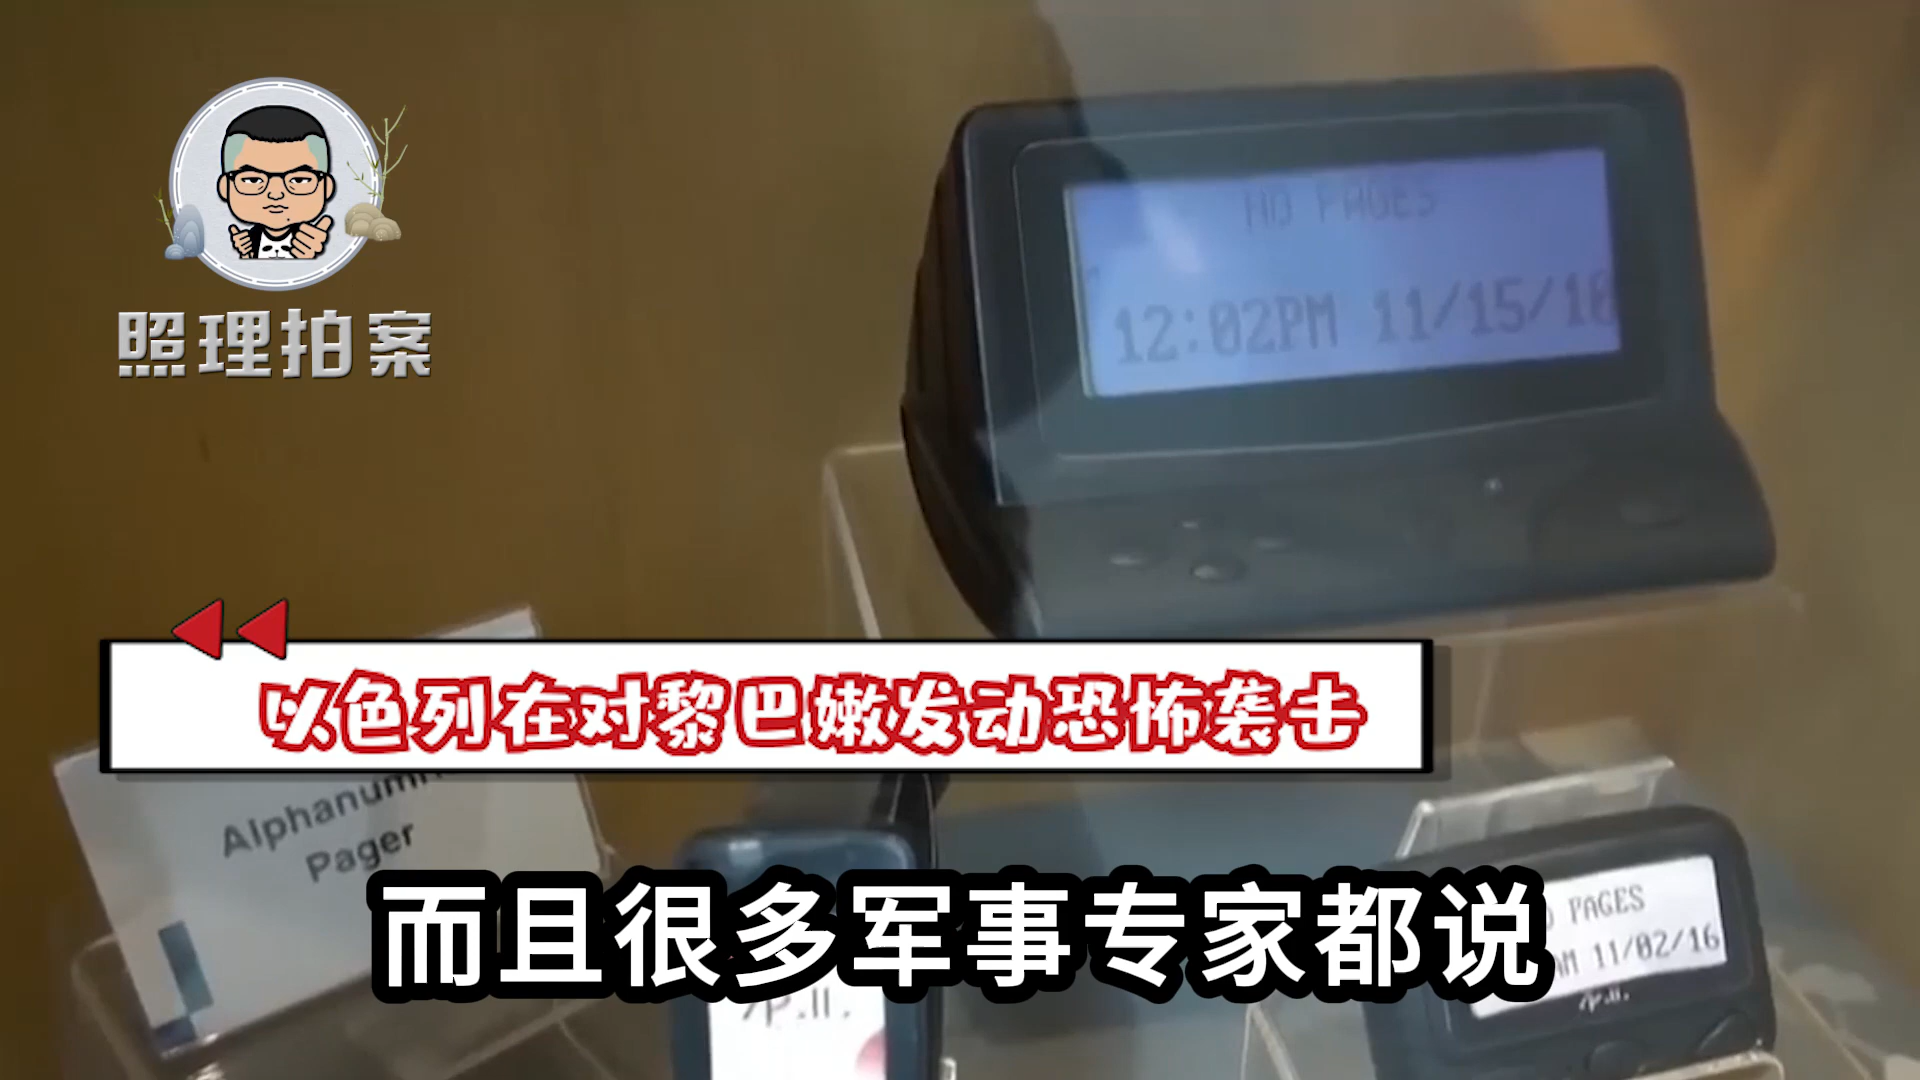 照理拍案
NO PAGES
12:02PM 11/15/10
以色列在对黎巴嫩发动恐怖袭击
Alphanum
Pager
而且很多军事专家都说
PAGES
AM 11/02/16